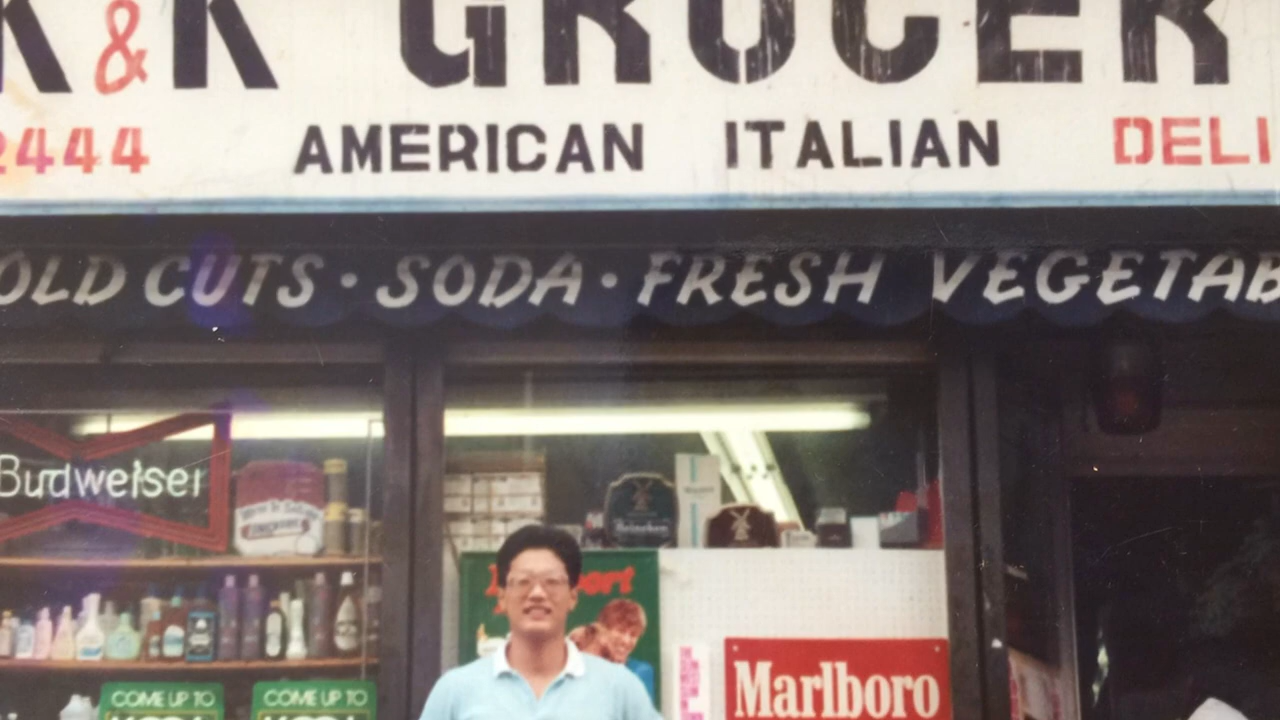 K & K GROCER
2444 AMERICAN ITALIAN DELI
OLD CUTS · SODA · FRESH VEGETAB
Budweiser
Heineken
Marlboro
COME UP TO
COME UP TO